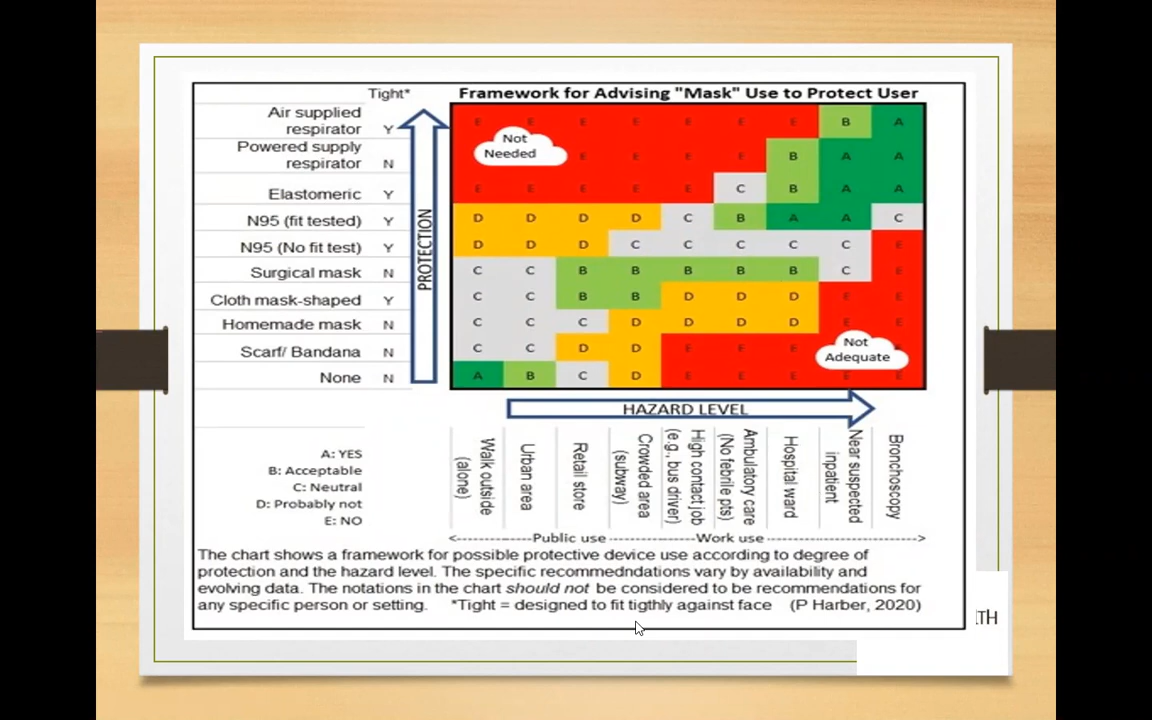 Tight*
Framework for Advising "Mask" Use to Protect User
Air supplied
respirator Y
E E E E E E E B A
Not
Needed
Powered supply
respirator N
E E E E B A A
Elastomeric Y
E E E E E C B A A
N95 (fit tested) Y
D D D D C B A A C
N95 (No fit test) Y
D D D C C C C C E
Surgical mask N
C C B B B B B C E
Cloth mask-shaped Y
C C B B D D D E E
Homemade mask N
C C C D D D D E E
Scarf/ Bandana N
C C D D E E E E
Not
Adequate
None N
A B C D E E E E E
PROTECTION
HAZARD LEVEL
Walk outside
(alone)
Urban area
Retail store
Crowded area
(subway)
High contact job
(e.g., bus driver)
Ambulatory care
(No febrile pts)
Hospital ward
Near suspected
inpatient
Bronchoscopy
A: YES
B: Acceptable
C: Neutral
D: Probably not
E: NO
<---------------Public use ---------------Work use ---------------------------->
The chart shows a framework for possible protective device use according to degree of
protection and the hazard level. The specific recommedndations vary by availability and
evolving data. The notations in the chart should not be considered to be recommendations for
any specific person or setting. *Tight = designed to fit tigthly against face (P Harber, 2020)